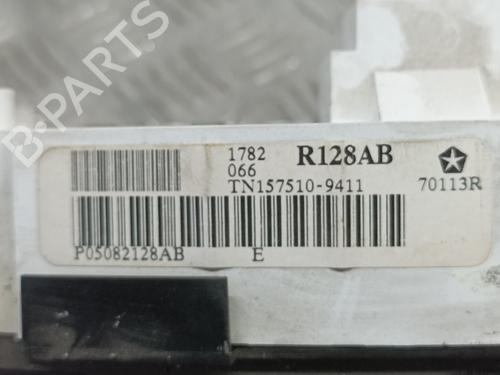 B-PARTS
1782 R128AB
066
TN157510-9411 70113R
P05082128AB E